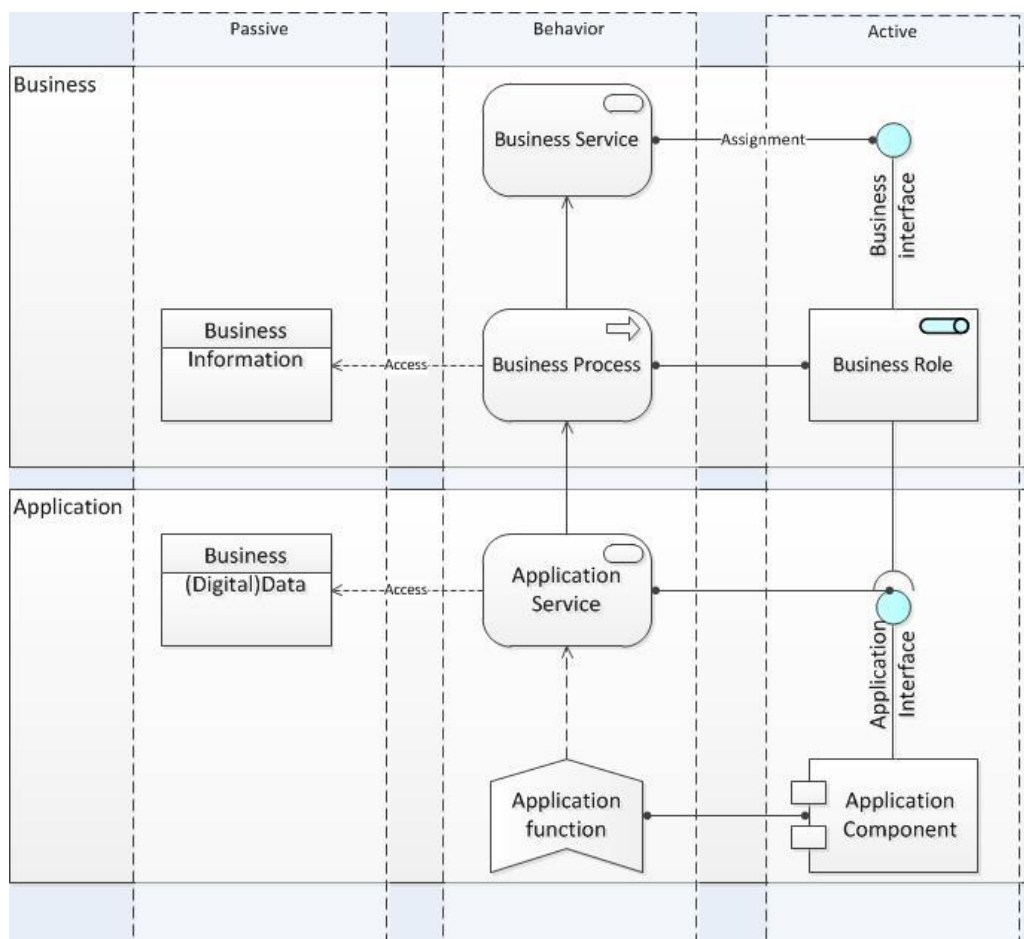 Passive
Behavior
Active
Business
Business Service
Assignment
Business
interface
Business
Information
Access
Business Process
Business Role
Application
Business
(Digital)Data
Access
Application
Service
Application
Interface
Application
function
Application
Component